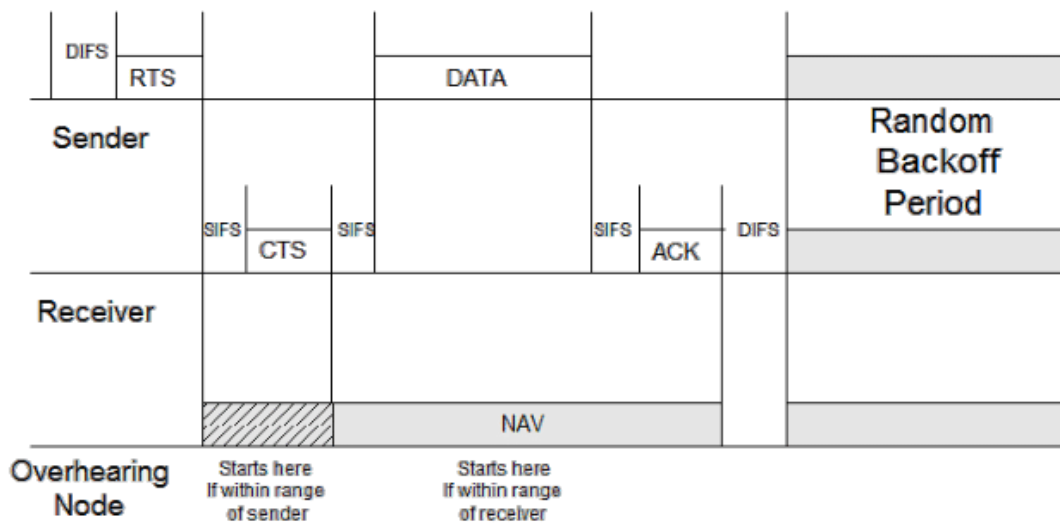 DIFS
RTS
DATA
Sender
Random
Backoff
Period
SIFS
CTS
SIFS
SIFS
ACK
DIFS
Receiver
NAV
Overhearing
Node
Starts here
If within range
of sender
Starts here
If within range
of receiver